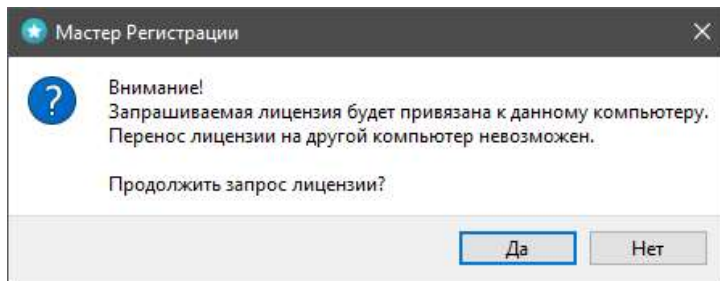 Мастер Регистрации
Внимание!
Запрашиваемая лицензия будет привязана к данному компьютеру.
Перенос лицензии на другой компьютер невозможен.
Продолжить запрос лицензии?
Да Нет